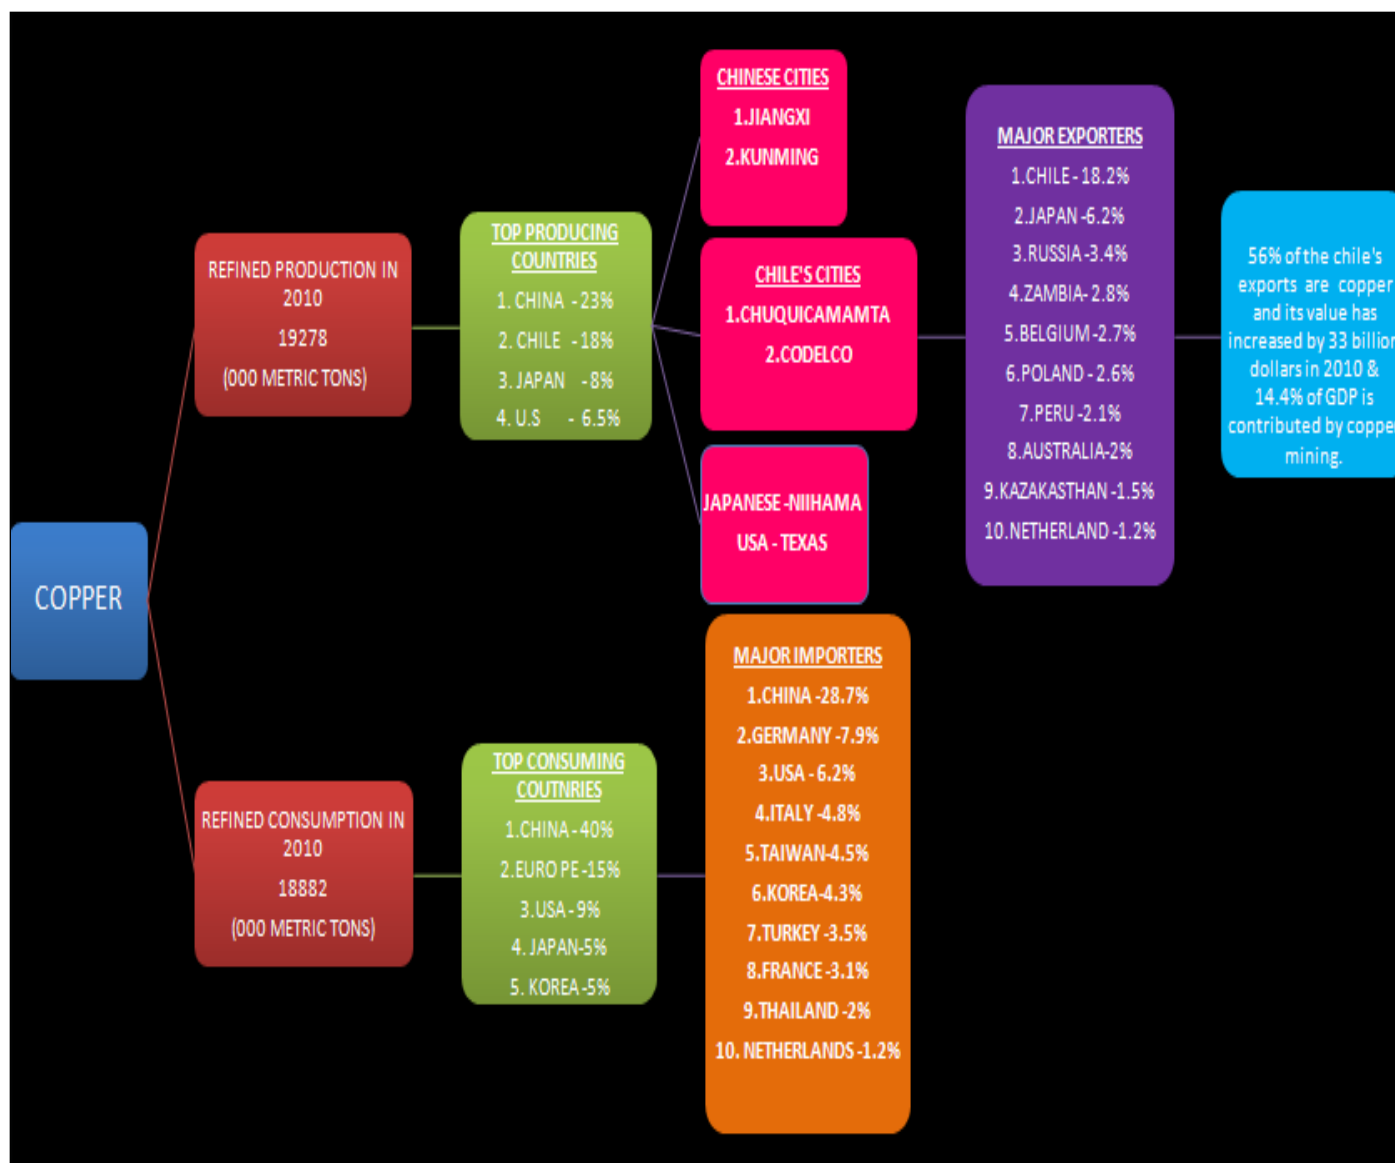 COPPER
REFINED PRODUCTION IN
2010
19278
(000 METRIC TONS)
TOP PRODUCING
COUNTRIES
1. CHINA - 23%
2. CHILE - 18%
3. JAPAN - 8%
4. U.S - 6.5%
CHINESE CITIES
1.JIANGXI
2.KUNMING
CHILE'S CITIES
1.CHUQUICAMAMTA
2.CODELCO
JAPANESE -NIIHAMA
USA - TEXAS
MAJOR EXPORTERS
1.CHILE - 18.2%
2.JAPAN -6.2%
3.RUSSIA -3.4%
4.ZAMBIA- 2.8%
5.BELGIUM -2.7%
6.POLAND - 2.6%
7.PERU -2.1%
8.AUSTRALIA-2%
9.KAZAKASTHAN -1.5%
10.NETHERLAND -1.2%
56% of the chile's
exports are copper
and its value has
increased by 33 billion
dollars in 2010 &
14.4% of GDP is
contributed by copper
mining.
REFINED CONSUMPTION IN
2010
18882
(000 METRIC TONS)
TOP CONSUMING
COUTNRIES
1.CHINA - 40%
2.EURO PE -15%
3.USA - 9%
4. JAPAN-5%
5. KOREA -5%
MAJOR IMPORTERS
1.CHINA -28.7%
2.GERMANY -7.9%
3.USA - 6.2%
4.ITALY -4.8%
5.TAIWAN-4.5%
6.KOREA-4.3%
7.TURKEY -3.5%
8.FRANCE -3.1%
9.THAILAND -2%
10. NETHERLANDS -1.2%